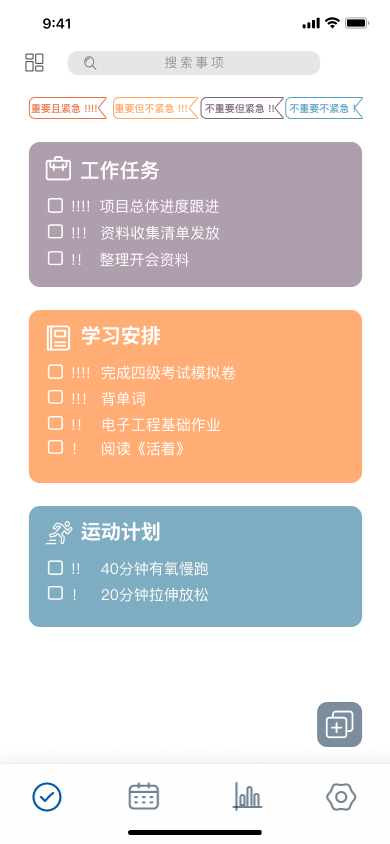 9:41
搜索事项
重要且紧急 !!!! 重要但不紧急 !!! 不重要但紧急 !! 不重要不紧急 !
工作任务
!!!! 项目总体进度跟进
!!! 资料收集清单发放
!! 整理开会资料
学习安排
!!!! 完成四级考试模拟卷
!!! 背单词
!! 电子工程基础作业
! 阅读《活着》
运动计划
!! 40分钟有氧慢跑
! 20分钟拉伸放松